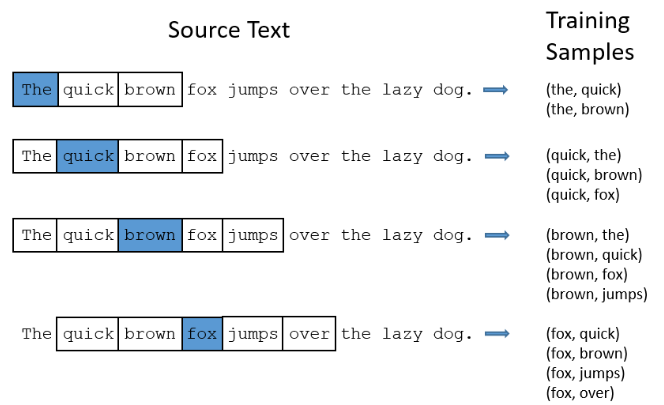 Source Text
Training
Samples
The quick brown fox jumps over the lazy dog.
(the, quick)
(the, brown)
The quick brown fox jumps over the lazy dog.
(quick, the)
(quick, brown)
(quick, fox)
The quick brown fox jumps over the lazy dog.
(brown, the)
(brown, quick)
(brown, fox)
(brown, jumps)
The quick brown fox jumps over the lazy dog.
(fox, quick)
(fox, brown)
(fox, jumps)
(fox, over)